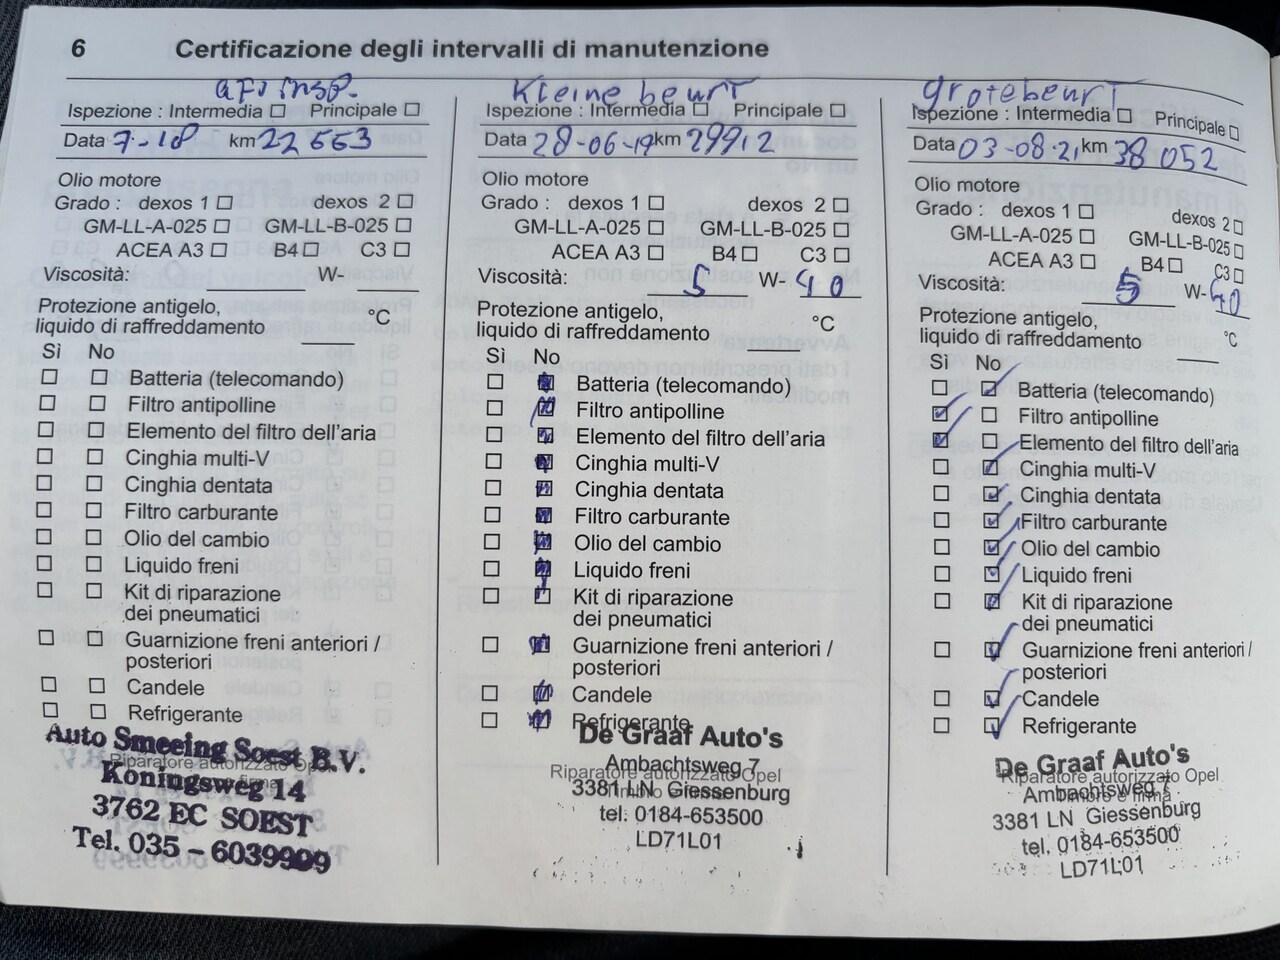 6 Certificazione degli intervalli di manutenzione
afl insp.
Ispezione : Intermedia Principale
Data 7-18 km 22 663
Olio motore
Grado : dexos 1 dexos 2
GM-LL-A-025 GM-LL-B-025
ACEA A3 B4 C3
Viscosità: W-
Protezione antigelo,
liquido di raffreddamento °C
Sì No
Batteria (telecomando)
Filtro antipolline
Elemento del filtro dell'aria
Cinghia multi-V
Cinghia dentata
Filtro carburante
Olio del cambio
Liquido freni
Kit di riparazione
dei pneumatici
Guarnizione freni anteriori /
posteriori
Candele
Refrigerante
Auto Smeeing Soest B.V.
Riparatore autorizzato Opel
Koningsweg 14
3762 EC SOEST
Tel. 035 - 6039909
Kleine beurt
Ispezione : Intermedia Principale
Data 28-06-19 km 29912
Olio motore
Grado : dexos 1 dexos 2
GM-LL-A-025 GM-LL-B-025
ACEA A3 B4 C3
Viscosità: 5 W- 40
Protezione antigelo,
liquido di raffreddamento °C
Sì No
Batteria (telecomando)
Filtro antipolline
Elemento del filtro dell'aria
Cinghia multi-V
Cinghia dentata
Filtro carburante
Olio del cambio
Liquido freni
Kit di riparazione
dei pneumatici
Guarnizione freni anteriori /
posteriori
Candele
Refrigerante
De Graaf Auto's
Ambachtsweg 7
Riparatore autorizzato Opel
3381 LN Giessenburg
tel. 0184-653500
LD71L01
grote beurt
Ispezione : Intermedia Principale
Data 03-08-21 km 38 052
Olio motore
Grado : dexos 1 dexos 2
GM-LL-A-025 GM-LL-B-025
ACEA A3 B4 C3
Viscosità: 5 W- 40
Protezione antigelo,
liquido di raffreddamento °C
Sì No
Batteria (telecomando)
Filtro antipolline
Elemento del filtro dell'aria
Cinghia multi-V
Cinghia dentata
Filtro carburante
Olio del cambio
Liquido freni
Kit di riparazione
dei pneumatici
Guarnizione freni anteriori /
posteriori
Candele
Refrigerante
De Graaf Auto's
Riparatore autorizzato Opel
Ambachtsweg 7
Timbro e firma
3381 LN Giessenburg
tel. 0184-653500
LD71L01